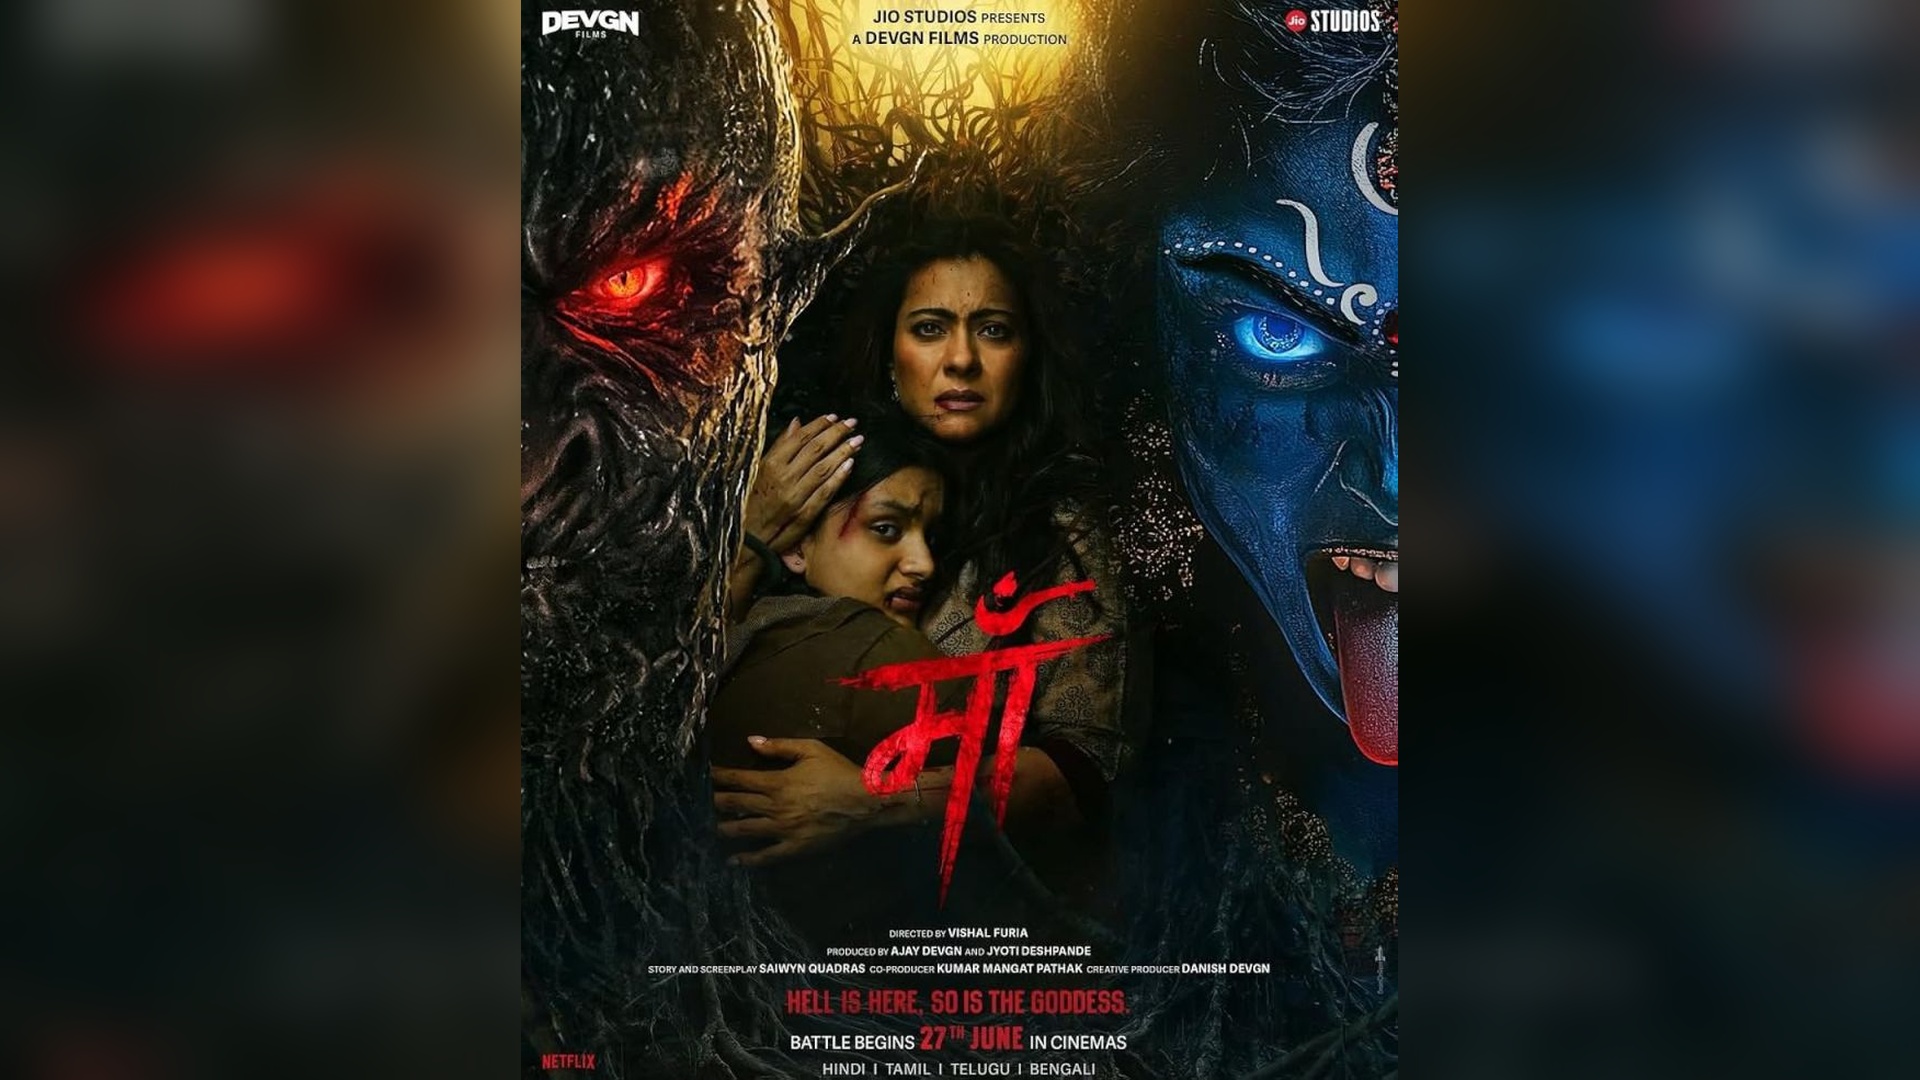 DEVGN
FILMS
JIO STUDIOS PRESENTS
A DEVGN FILMS PRODUCTION
Jio STUDIOS
माँ
DIRECTED BY VISHAL FURIA
PRODUCED BY AJAY DEVGN AND JYOTI DESHPANDE
STORY AND SCREENPLAY SAIWYN QUADRAS CO-PRODUCER KUMAR MANGAT PATHAK CREATIVE PRODUCER DANISH DEVGN
HELL IS HERE, SO IS THE GODDESS.
BATTLE BEGINS 27TH JUNE IN CINEMAS
NETFLIX
HINDI I TAMIL I TELUGU I BENGALI